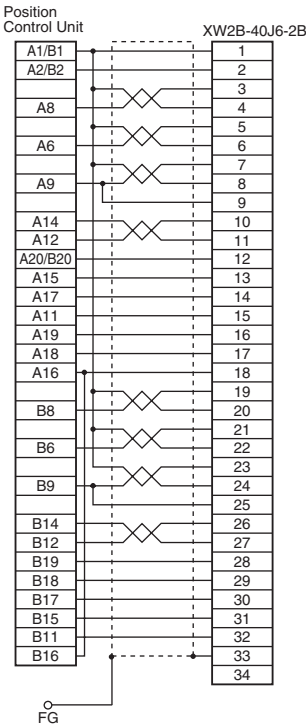 Position
Control Unit
XW2B-40J6-2B
A1/B1 1
A2/B2 2
3
A8 4
5
A6 6
7
A9 8
9
A14 10
A12 11
A20/B20 12
A15 13
A17 14
A11 15
A19 16
A18 17
A16 18
19
B8 20
21
B6 22
23
B9 24
25
B14 26
B12 27
B19 28
B18 29
B17 30
B15 31
B11 32
B16 33
34
FG